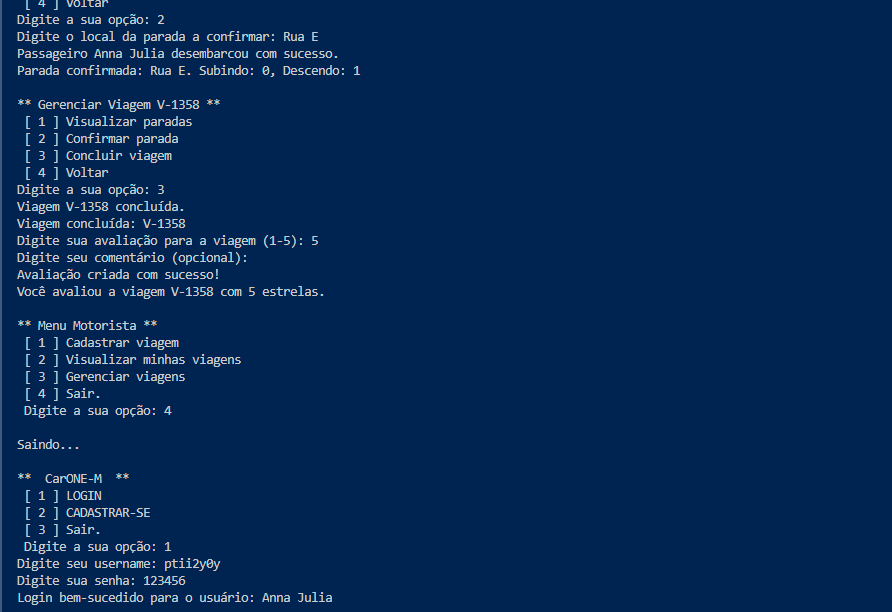 [ 4 ] Voltar
Digite a sua opção: 2
Digite o local da parada a confirmar: Rua E
Passageiro Anna Julia desembarcou com sucesso.
Parada confirmada: Rua E. Subindo: 0, Descendo: 1
** Gerenciar Viagem V-1358 **
[ 1 ] Visualizar paradas
[ 2 ] Confirmar parada
[ 3 ] Concluir viagem
[ 4 ] Voltar
Digite a sua opção: 3
Viagem V-1358 concluída.
Viagem concluída: V-1358
Digite sua avaliação para a viagem (1-5): 5
Digite seu comentário (opcional):
Avaliação criada com sucesso!
Você avaliou a viagem V-1358 com 5 estrelas.
** Menu Motorista **
[ 1 ] Cadastrar viagem
[ 2 ] Visualizar minhas viagens
[ 3 ] Gerenciar viagens
[ 4 ] Sair.
Digite a sua opção: 4
Saindo...
**  CarONE-M  **
[ 1 ] LOGIN
[ 2 ] CADASTRAR-SE
[ 3 ] Sair.
Digite a sua opção: 1
Digite seu username: ptii2y0y
Digite sua senha: 123456
Login bem-sucedido para o usuário: Anna Julia